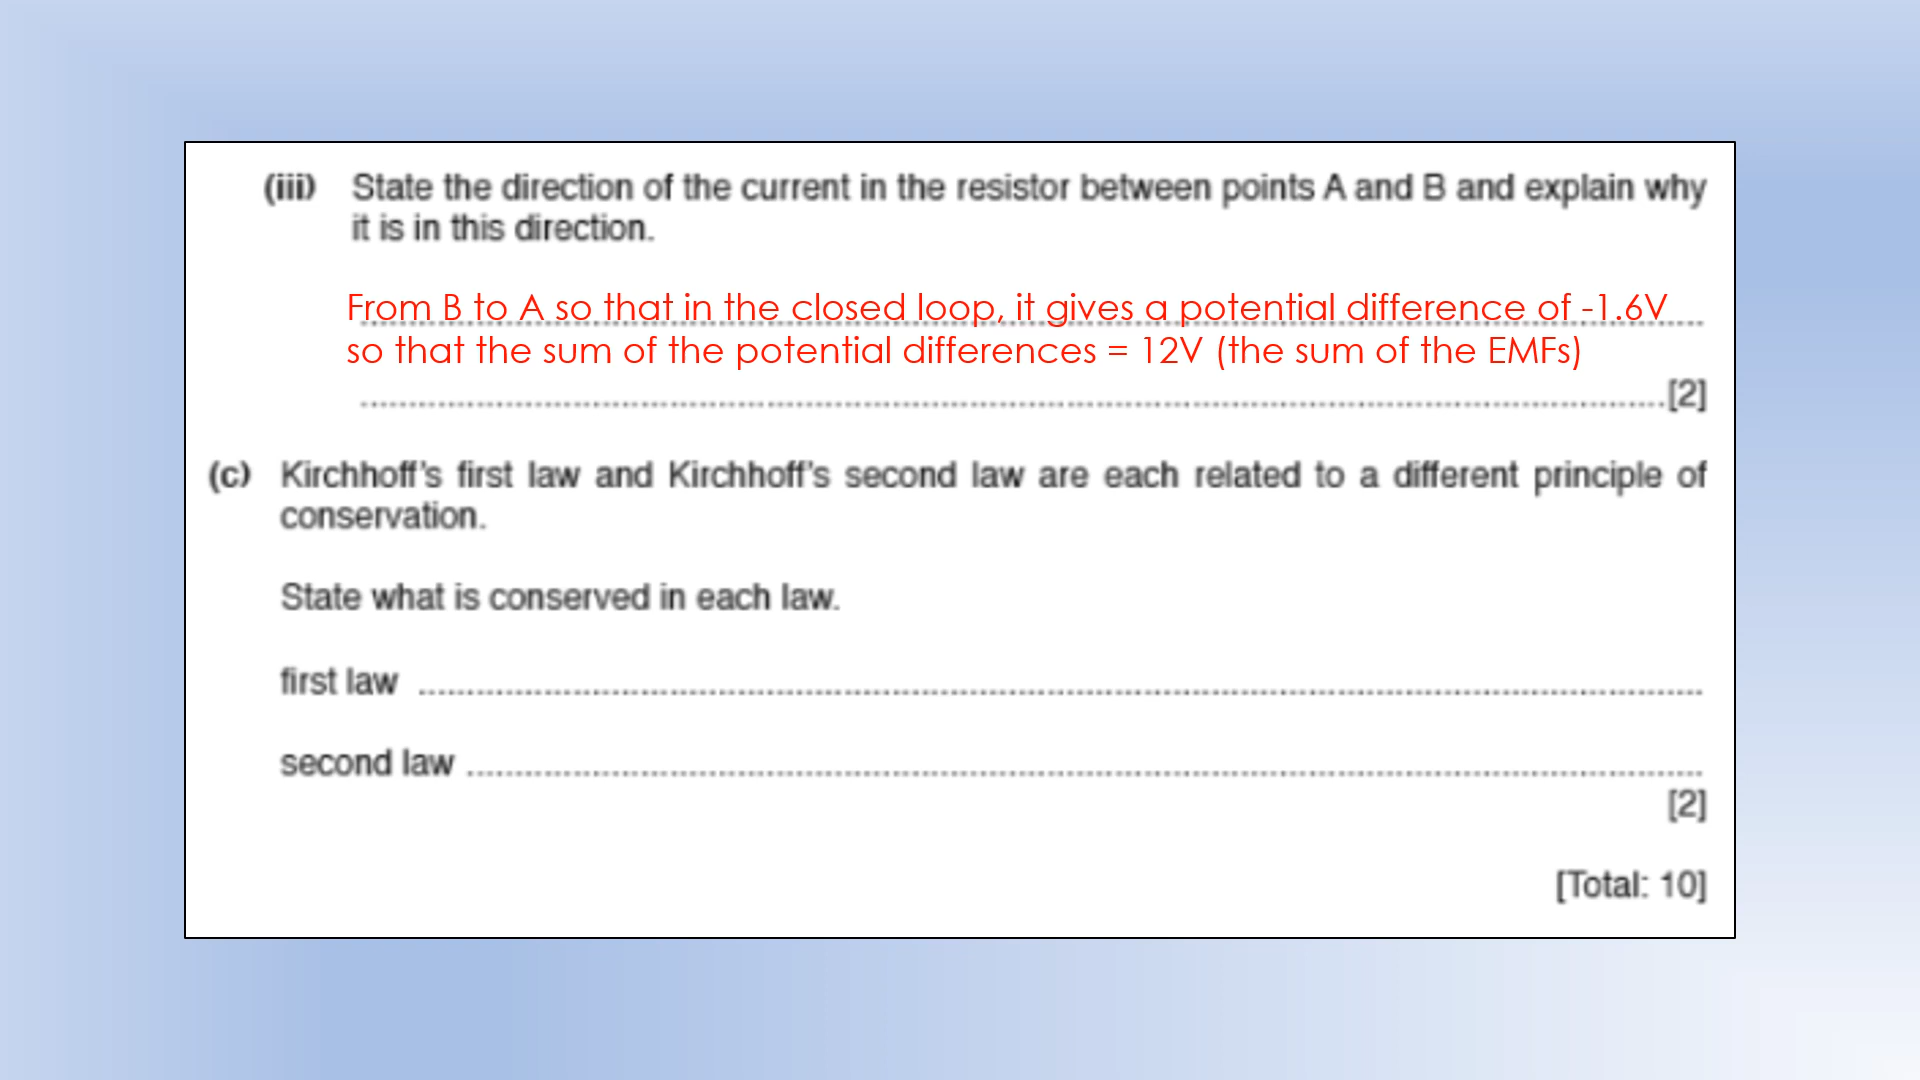 (iii) State the direction of the current in the resistor between points A and B and explain why
it is in this direction.
From B to A so that in the closed loop, it gives a potential difference of -1.6V
so that the sum of the potential differences = 12V (the sum of the EMFs)
[2]
(c) Kirchhoff's first law and Kirchhoff's second law are each related to a different principle of
conservation.
State what is conserved in each law.
first law
second law
[2]
[Total: 10]